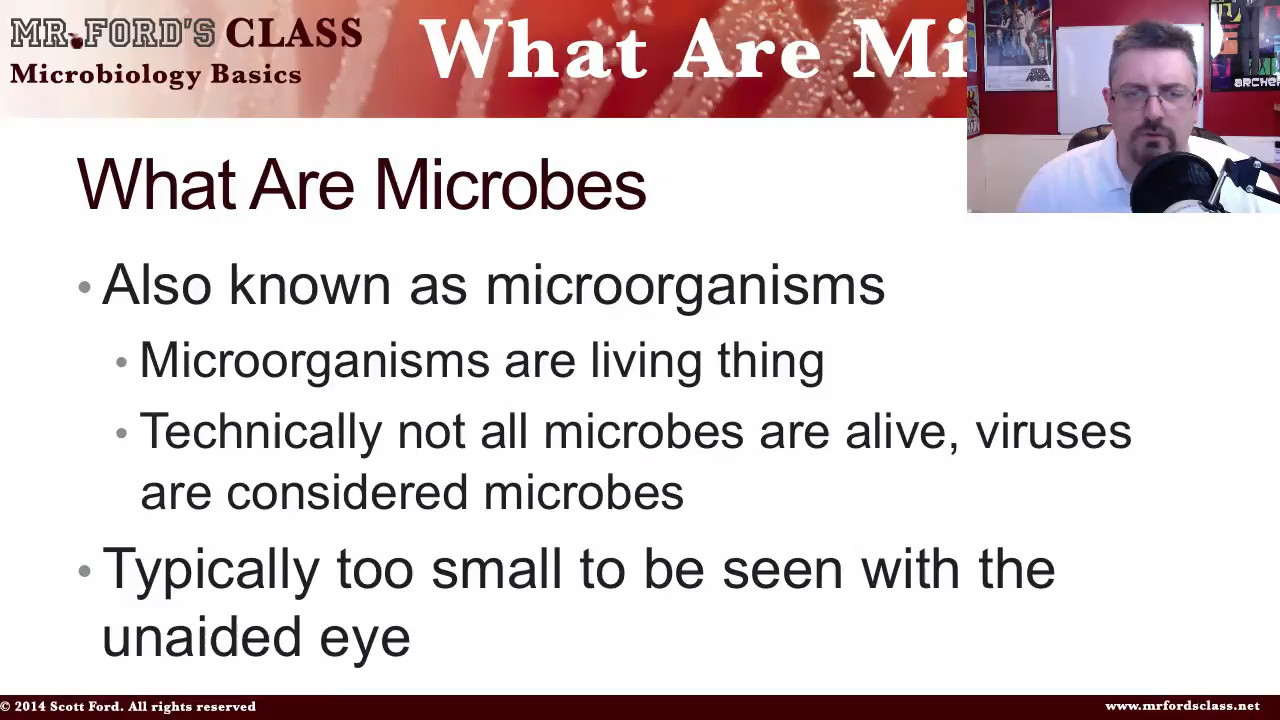 MR. FORD'S CLASS
Microbiology Basics
What Are Mi
ARCHER
What Are Microbes
• Also known as microorganisms
• Microorganisms are living thing
• Technically not all microbes are alive, viruses
are considered microbes
• Typically too small to be seen with the
unaided eye
© 2014 Scott Ford. All rights reserved
www.mrfordsclass.net